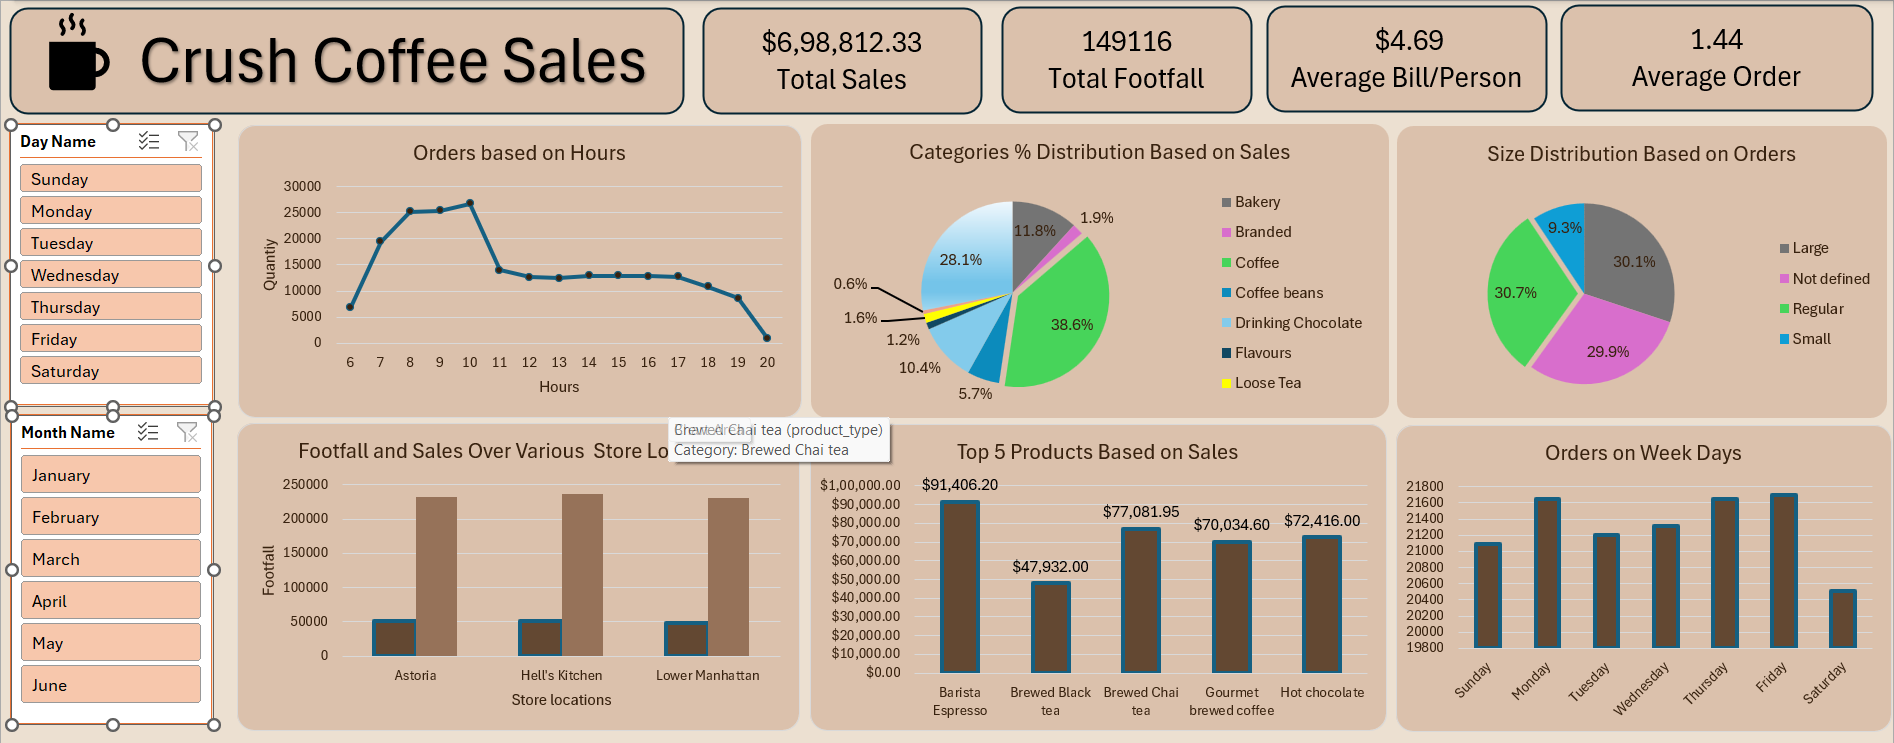 Crush Coffee Sales
$6,98,812.33
Total Sales
149116
Total Footfall
$4.69
Average Bill/Person
1.44
Average Order
Day Name
Sunday
Monday
Tuesday
Wednesday
Thursday
Friday
Saturday
Month Name
January
February
March
April
May
June
Orders based on Hours
30000
25000
20000
15000
10000
5000
0
Quantiy
6 7 8 9 10 11 12 13 14 15 16 17 18 19 20
Hours
Categories % Distribution Based on Sales
11.8%
1.9%
38.6%
5.7%
10.4%
1.2%
1.6%
0.6%
28.1%
Bakery
Branded
Coffee
Coffee beans
Drinking Chocolate
Flavours
Loose Tea
Size Distribution Based on Orders
9.3%
30.1%
30.7%
29.9%
Large
Not defined
Regular
Small
Footfall and Sales Over Various Store Lo
250000
200000
150000
100000
50000
0
Footfall
Astoria Hell's Kitchen Lower Manhattan
Store locations
Brewed Chai tea (product_type)
Category: Brewed Chai tea
Top 5 Products Based on Sales
$1,00,000.00
$90,000.00
$80,000.00
$70,000.00
$60,000.00
$50,000.00
$40,000.00
$30,000.00
$20,000.00
$10,000.00
$0.00
$91,406.20
$47,932.00
$77,081.95
$70,034.60
$72,416.00
Barista
Espresso
Brewed Black
tea
Brewed Chai
tea
Gourmet
brewed coffee
Hot chocolate
Orders on Week Days
21800
21600
21400
21200
21000
20800
20600
20400
20200
20000
19800
Sunday
Monday
Tuesday
Wednesday
Thursday
Friday
Saturday